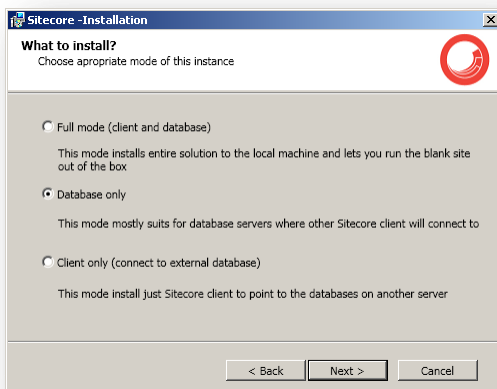 Sitecore -Installation
What to install?
Choose apropriate mode of this instance
Full mode (client and database)
This mode installs entire solution to the local machine and lets you run the blank site
out of the box
Database only
This mode mostly suits for database servers where other Sitecore client will connect to
Client only (connect to external database)
This mode install just Sitecore client to point to the databases on another server
< Back Next > Cancel